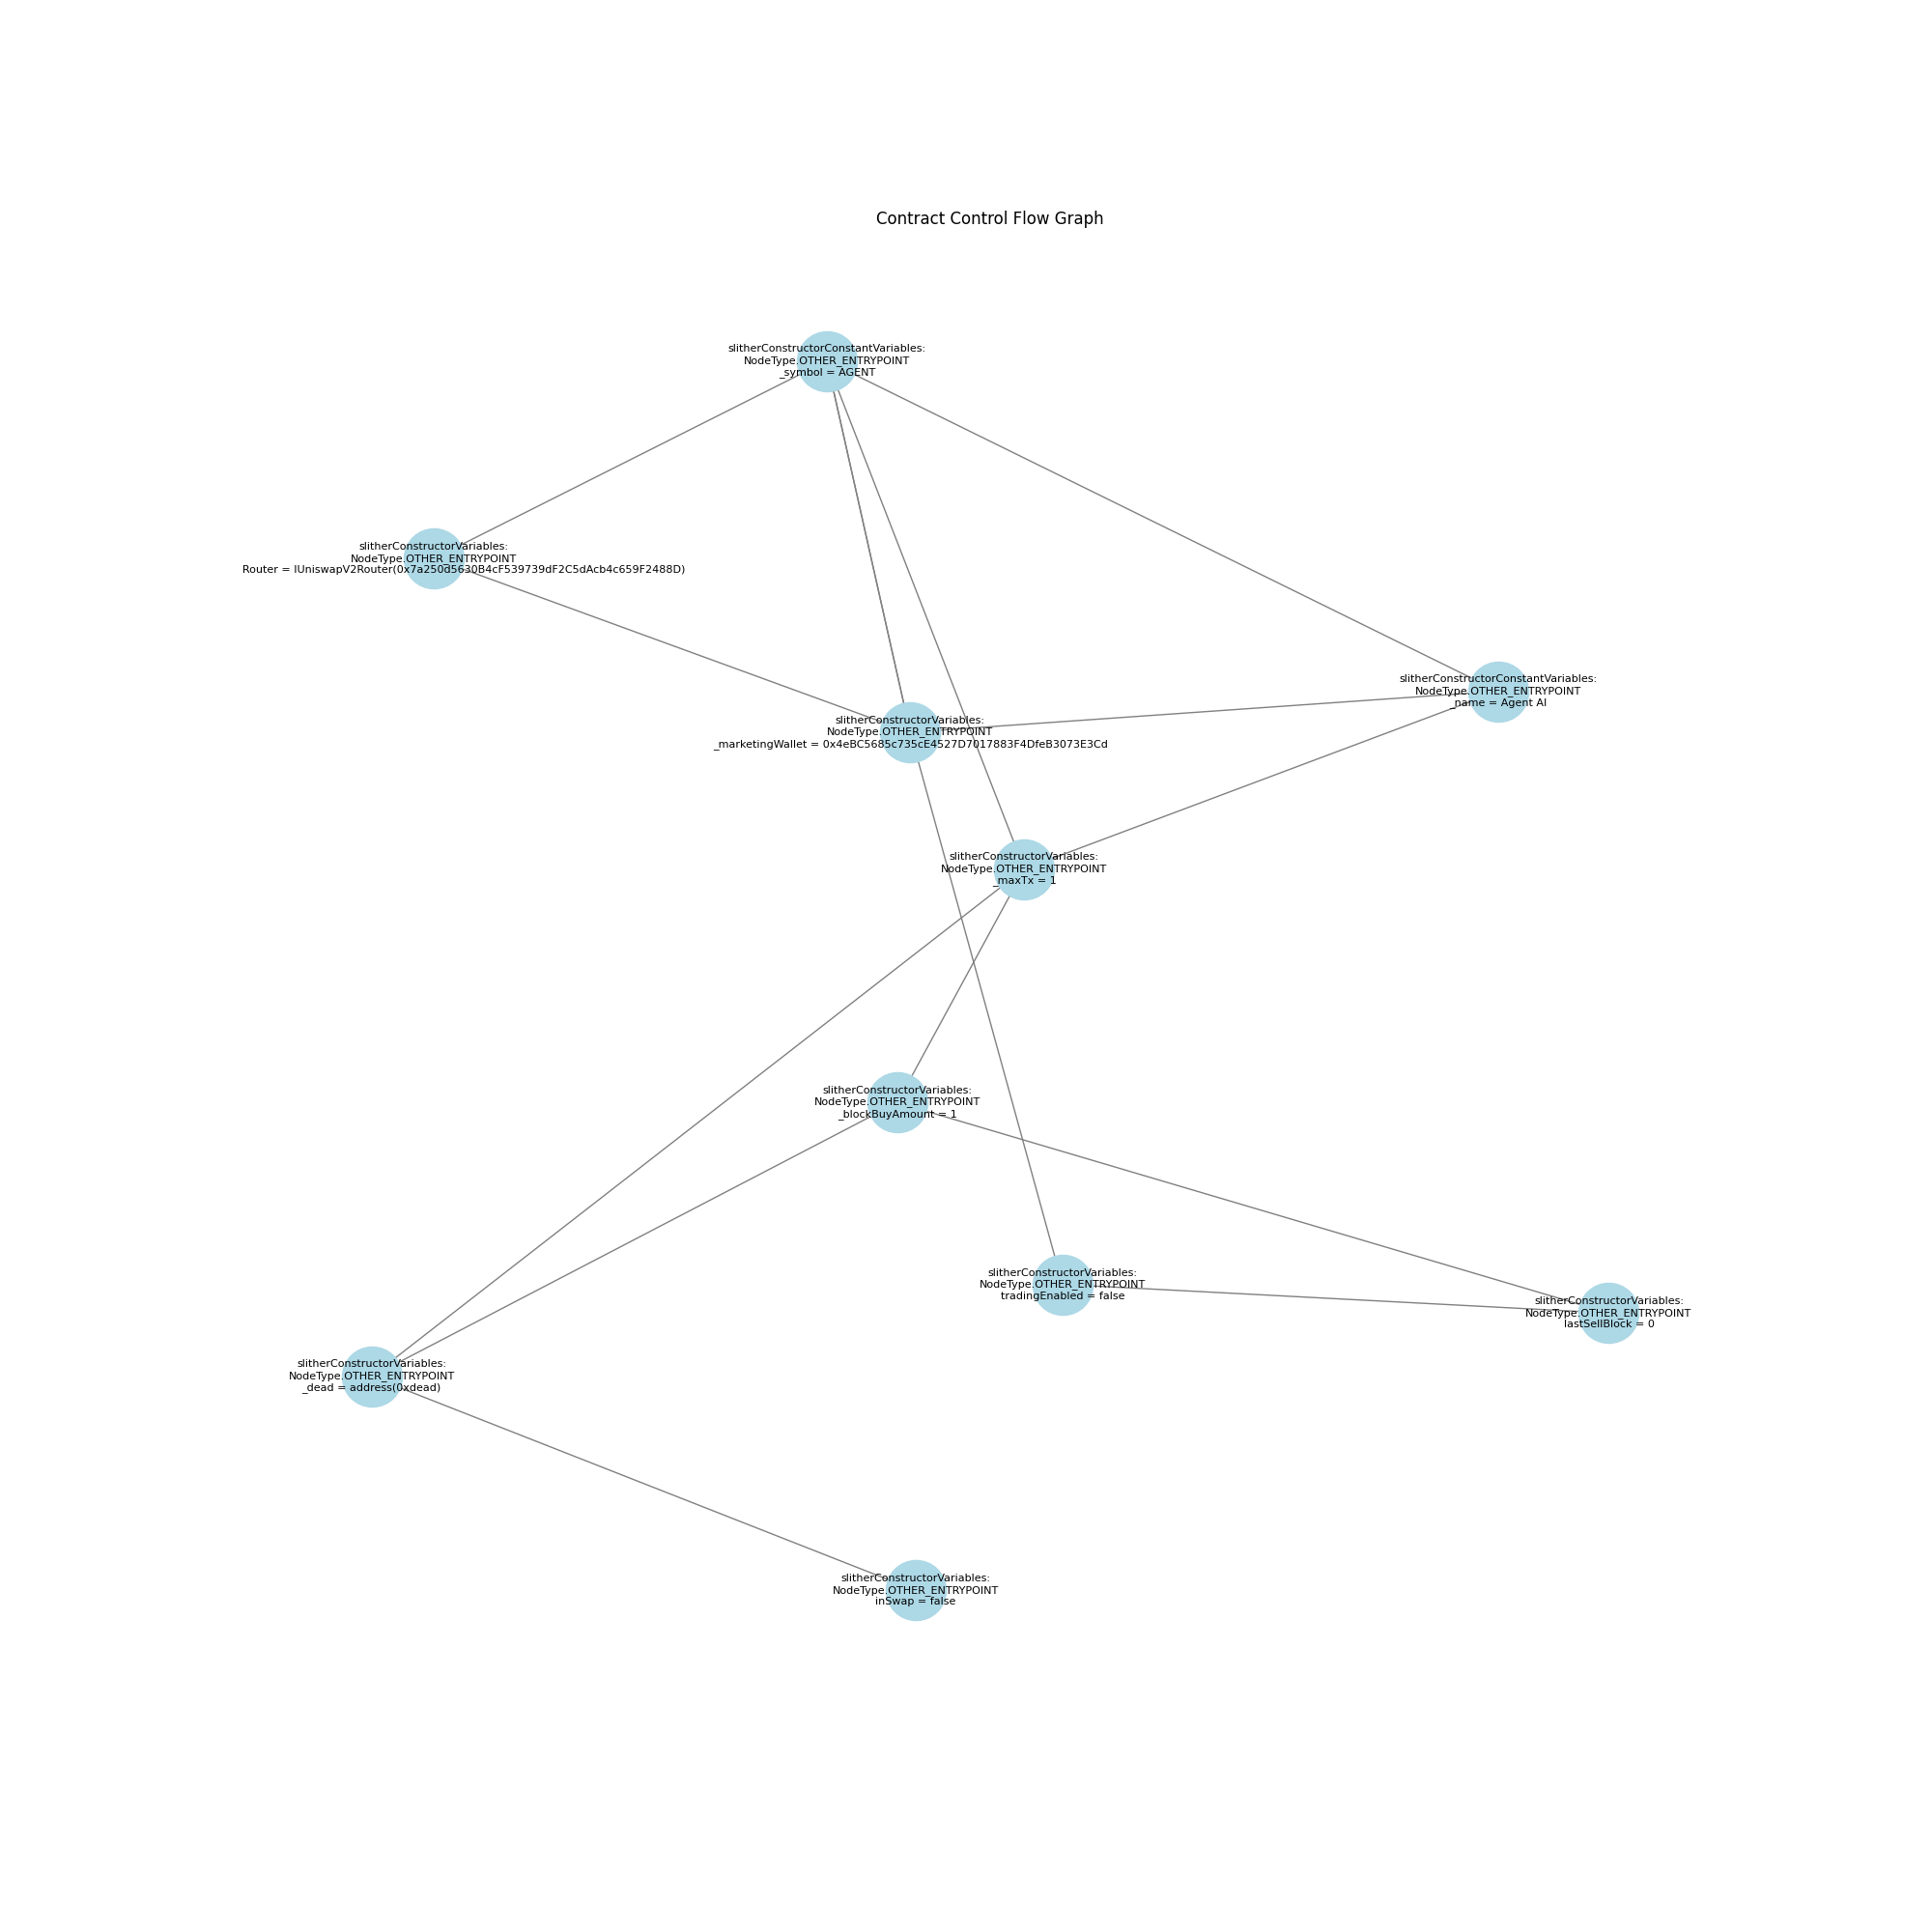 Contract Control Flow Graph
slitherConstructorConstantVariables:
NodeType.OTHER_ENTRYPOINT
_symbol = AGENT
slitherConstructorVariables:
NodeType.OTHER_ENTRYPOINT
Router = IUniswapV2Router(0x7a250d5630B4cF539739dF2C5dAcb4c659F2488D)
slitherConstructorConstantVariables:
NodeType.OTHER_ENTRYPOINT
_name = Agent AI
slitherConstructorVariables:
NodeType.OTHER_ENTRYPOINT
_marketingWallet = 0x4eBC5685c735cE4527D7017883F4DfeB3073E3Cd
slitherConstructorVariables:
NodeType.OTHER_ENTRYPOINT
_maxTx = 1
slitherConstructorVariables:
NodeType.OTHER_ENTRYPOINT
_blockBuyAmount = 1
slitherConstructorVariables:
NodeType.OTHER_ENTRYPOINT
tradingEnabled = false
slitherConstructorVariables:
NodeType.OTHER_ENTRYPOINT
lastSellBlock = 0
slitherConstructorVariables:
NodeType.OTHER_ENTRYPOINT
_dead = address(0xdead)
slitherConstructorVariables:
NodeType.OTHER_ENTRYPOINT
inSwap = false